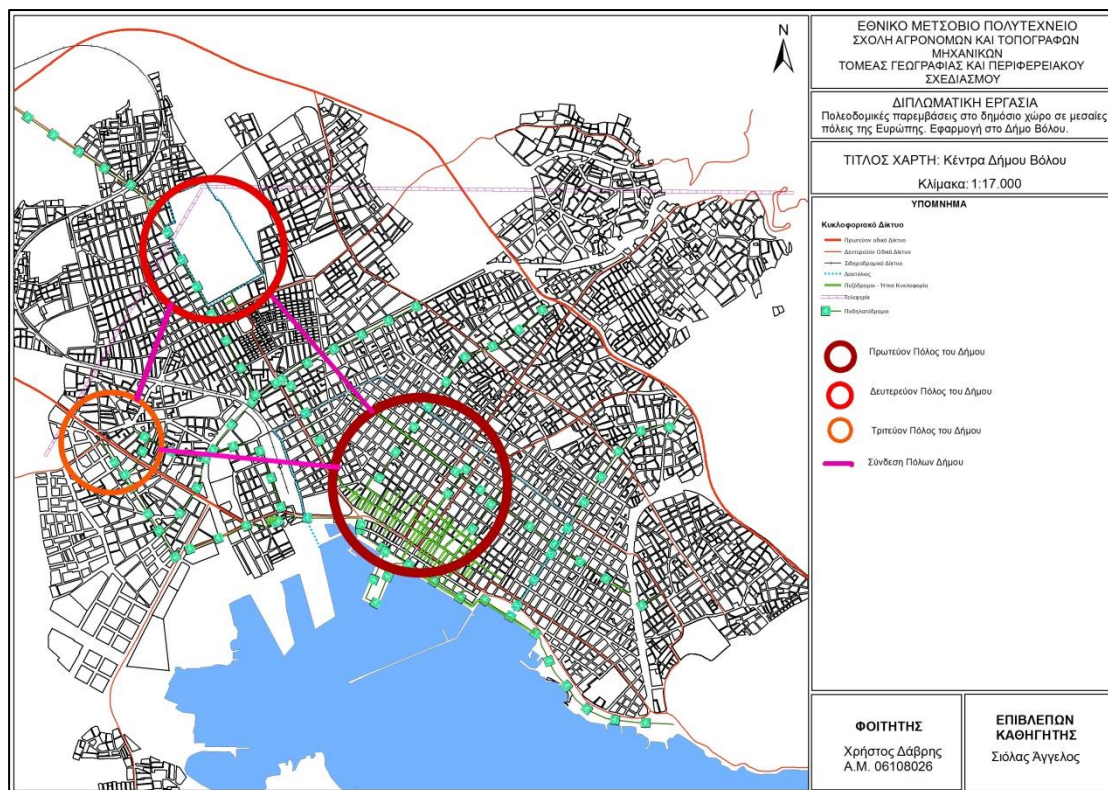 N
ΕΘΝΙΚΟ ΜΕΤΣΟΒΙΟ ΠΟΛΥΤΕΧΝΕΙΟ
ΣΧΟΛΗ ΑΓΡΟΝΟΜΩΝ ΚΑΙ ΤΟΠΟΓΡΑΦΩΝ
ΜΗΧΑΝΙΚΩΝ
ΤΟΜΕΑΣ ΓΕΩΓΡΑΦΙΑΣ ΚΑΙ ΠΕΡΙΦΕΡΕΙΑΚΟΥ
ΣΧΕΔΙΑΣΜΟΥ
ΔΙΠΛΩΜΑΤΙΚΗ ΕΡΓΑΣΙΑ
Πολεοδομικές παρεμβάσεις στο δημόσιο χώρο σε μεσαίες
πόλεις της Ευρώπης. Εφαρμογή στο Δήμο Βόλου.
ΤΙΤΛΟΣ ΧΑΡΤΗ: Κέντρα Δήμου Βόλου
Κλίμακα: 1:17.000
ΥΠΟΜΝΗΜΑ
Κυκλοφοριακό Δίκτυο
Πρωτεύον οδικό Δίκτυο
Δευτερεύον Οδικό Δίκτυο
Σιδηροδρομικό Δίκτυο
Δακτύλιος
Πεζόδρομοι - Ήπια Κυκλοφορία
Τελεφερίκ
Ποδηλατόδρομοι
Πρωτεύον Πόλος του Δήμου
Δευτερεύον Πόλος του Δήμου
Τριτεύον Πόλος του Δήμου
Σύνδεση Πόλων Δήμου
ΦΟΙΤΗΤΗΣ
Χρήστος Δάβρης
Α.Μ. 06108026
ΕΠΙΒΛΕΠΩΝ
ΚΑΘΗΓΗΤΗΣ
Σιόλας Άγγελος